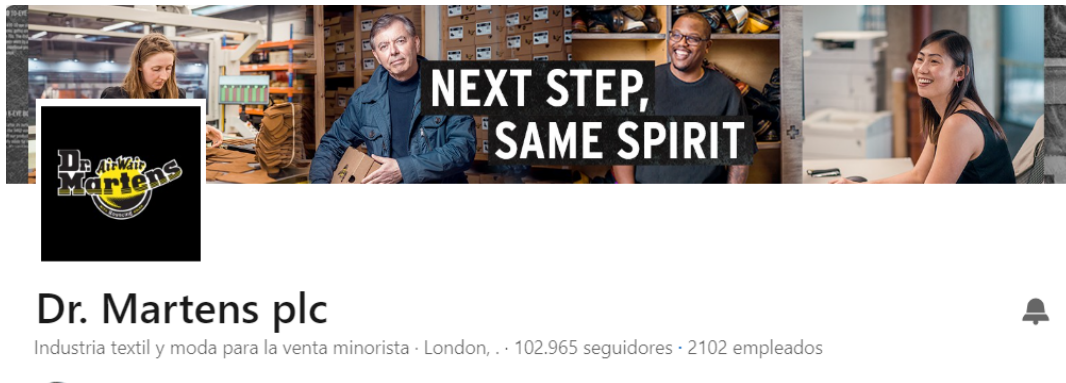 NEXT STEP,
SAME SPIRIT
Dr. AirWair
Martens
Dr. Martens plc
Industria textil y moda para la venta minorista · London, . · 102.965 seguidores · 2102 empleados